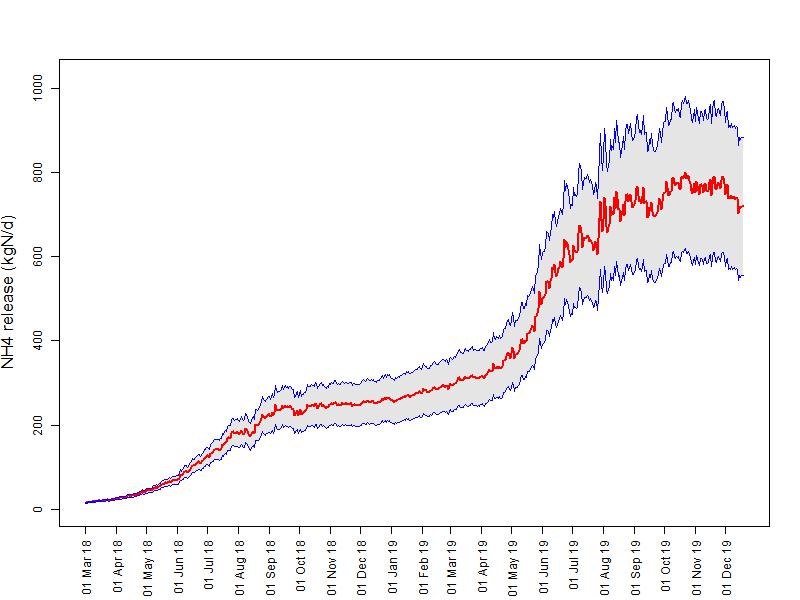 NH4 release (kgN/d)
1000
800
600
400
200
0
01 Mar 18
01 Apr 18
01 May 18
01 Jun 18
01 Jul 18
01 Aug 18
01 Sep 18
01 Oct 18
01 Nov 18
01 Dec 18
01 Jan 19
01 Feb 19
01 Mar 19
01 Apr 19
01 May 19
01 Jun 19
01 Jul 19
01 Aug 19
01 Sep 19
01 Oct 19
01 Nov 19
01 Dec 19